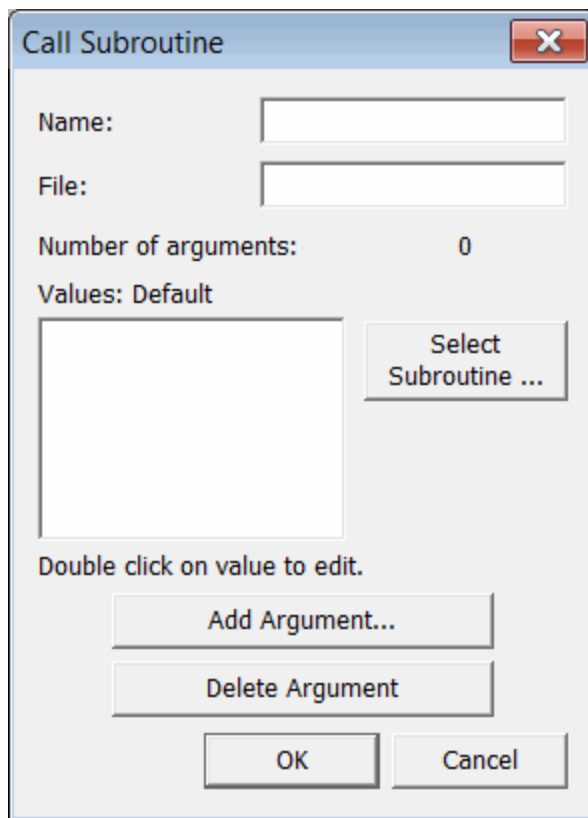 Call Subroutine
Name:
File:
Number of arguments: 0
Values: Default
Select
Subroutine ...
Double click on value to edit.
Add Argument...
Delete Argument
OK Cancel